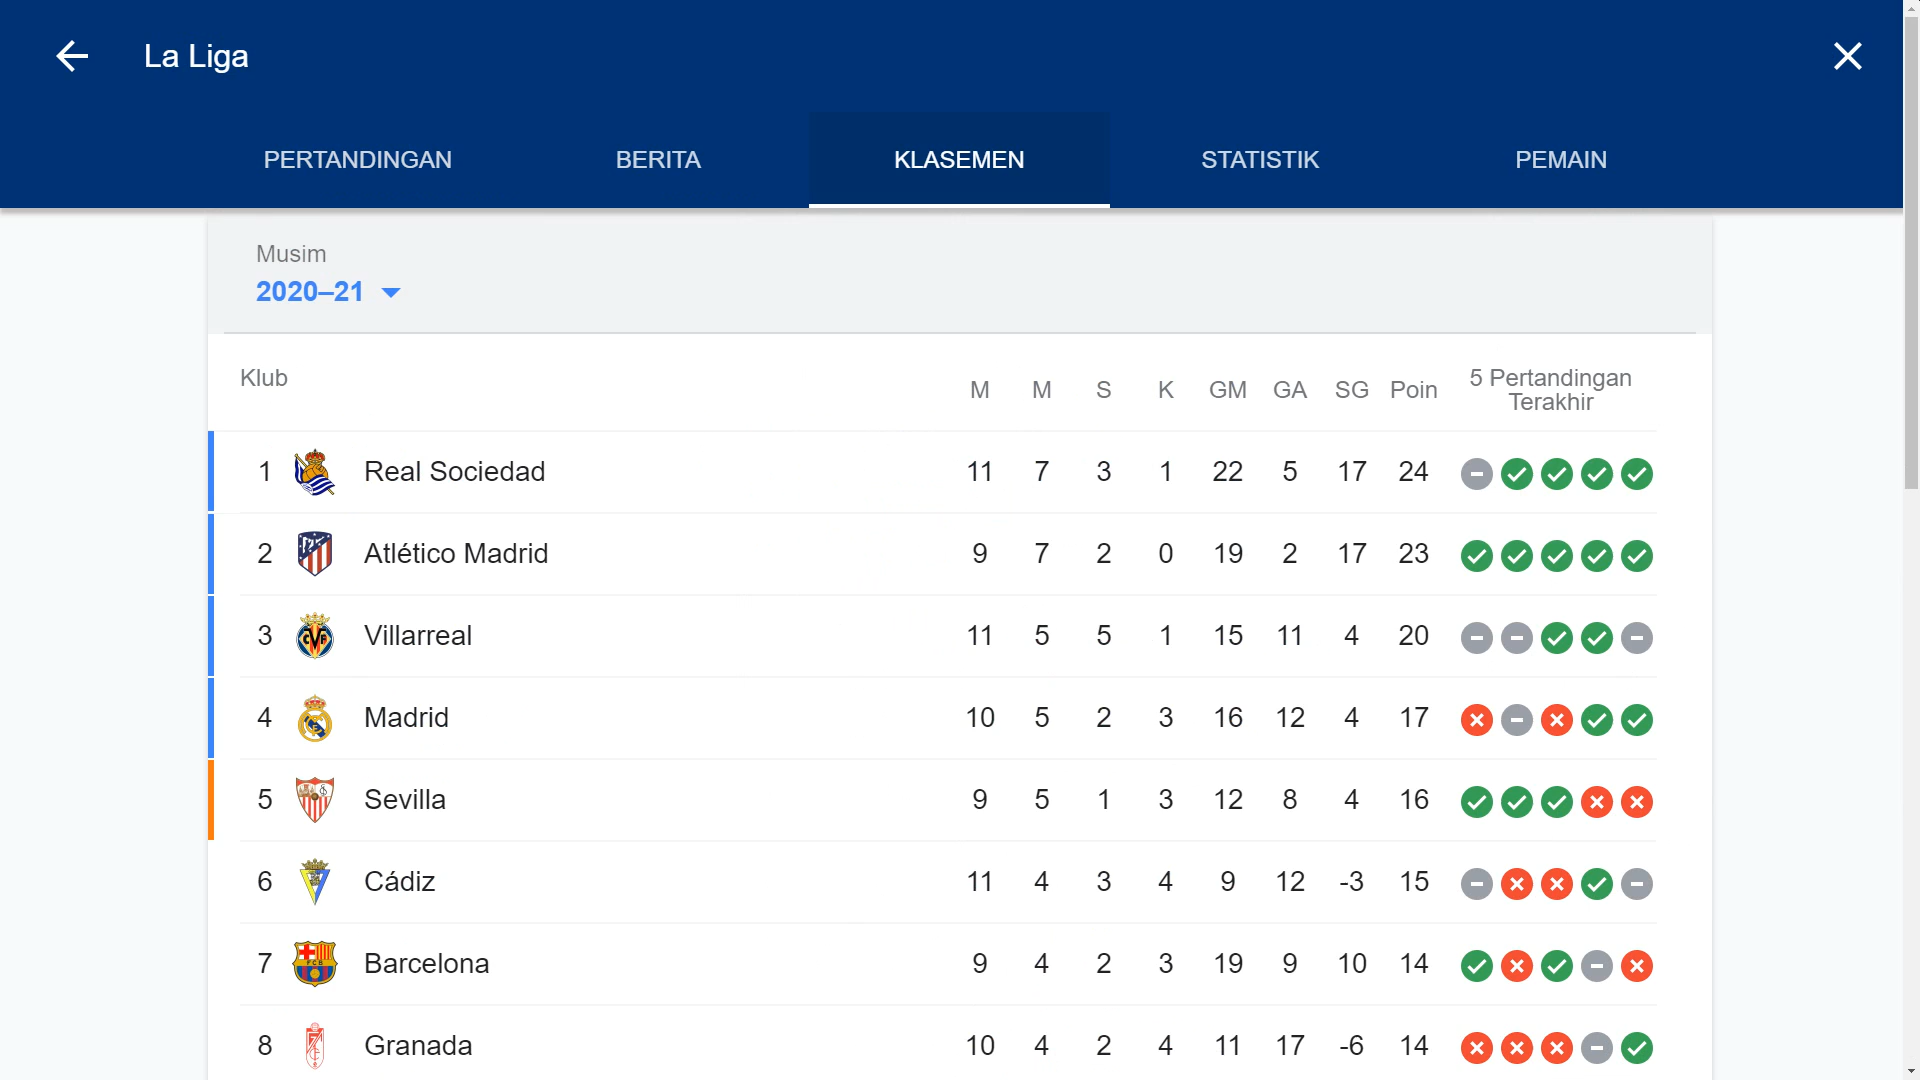 La Liga
PERTANDINGAN BERITA KLASEMEN STATISTIK PEMAIN
Musim
2020–21
Klub M M S K GM GA SG Poin 5 Pertandingan
Terakhir
1 Real Sociedad 11 7 3 1 22 5 17 24
2 Atlético Madrid 9 7 2 0 19 2 17 23
3 Villarreal 11 5 5 1 15 11 4 20
4 Madrid 10 5 2 3 16 12 4 17
5 Sevilla 9 5 1 3 12 8 4 16
6 Cádiz 11 4 3 4 9 12 -3 15
7 Barcelona 9 4 2 3 19 9 10 14
8 Granada 10 4 2 4 11 17 -6 14